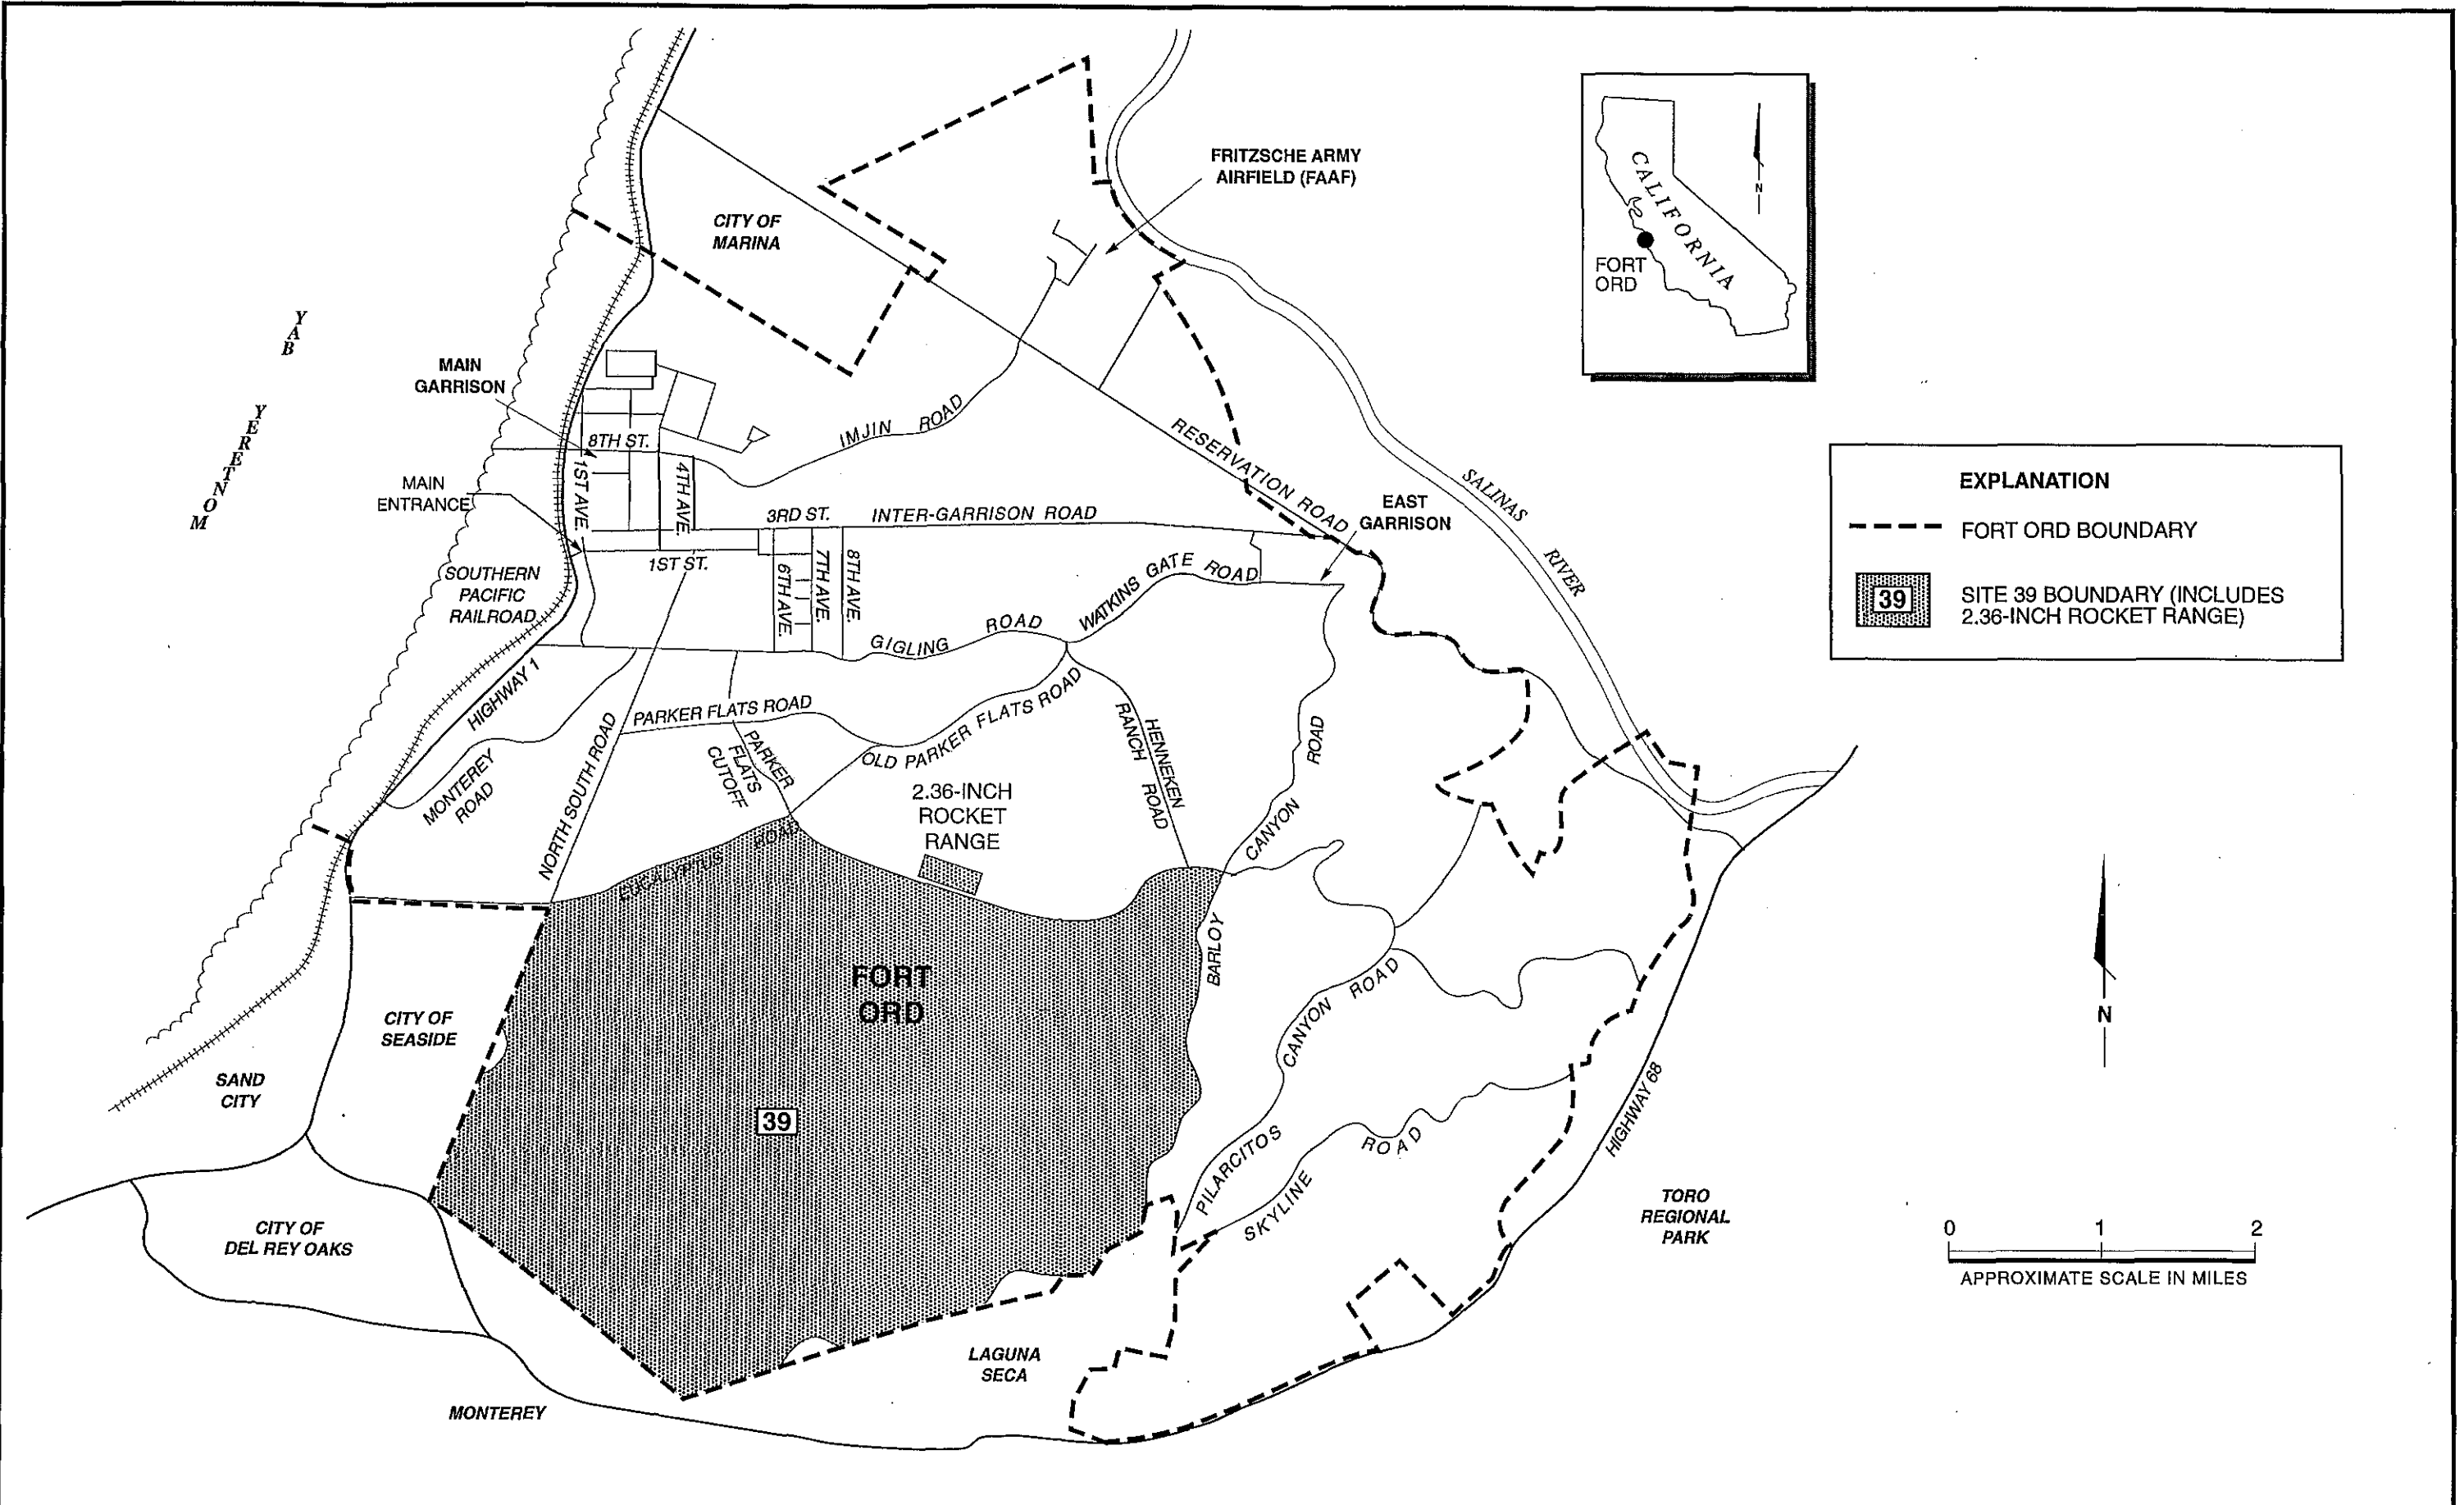 FRITZSCHE ARMY
AIRFIELD (FAAF)
CITY OF
MARINA
CALIFORNIA
N
FORT
ORD
MONTEREY BAY
MAIN
GARRISON
8TH ST.
IMJIN ROAD
RESERVATION ROAD
SALINAS RIVER
EXPLANATION
FORT ORD BOUNDARY
39
SITE 39 BOUNDARY (INCLUDES
2.36-INCH ROCKET RANGE)
MAIN
ENTRANCE
1ST AVE.
4TH AVE.
3RD ST.
INTER-GARRISON ROAD
EAST
GARRISON
1ST ST.
6TH AVE.
7TH AVE.
8TH AVE.
WATKINS GATE ROAD
SOUTHERN
PACIFIC
RAILROAD
GIGLING ROAD
HIGHWAY 1
PARKER FLATS ROAD
OLD PARKER FLATS ROAD
PARKER
FLATS
CUTOFF
HENNEKEN
RANCH ROAD
MONTEREY
ROAD
NORTH SOUTH ROAD
2.36-INCH
ROCKET
RANGE
EUCALYPTUS ROAD
BARLOY CANYON ROAD
FORT
ORD
CITY OF
SEASIDE
SAND
CITY
39
PILARCITOS CANYON ROAD
SKYLINE ROAD
HIGHWAY 68
N
TORO
REGIONAL
PARK
CITY OF
DEL REY OAKS
0 1 2
APPROXIMATE SCALE IN MILES
LAGUNA
SECA
MONTEREY